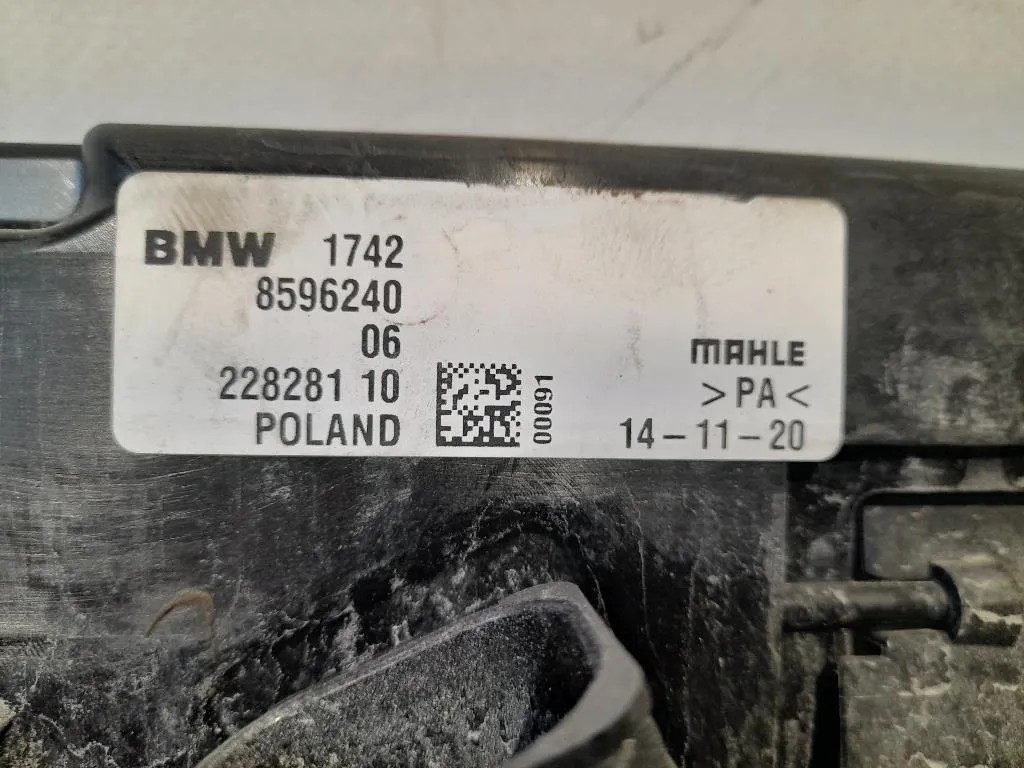 BMW 1742
8596240
06
228281 10
POLAND
00091
MAHLE
>PA<
14-11-20